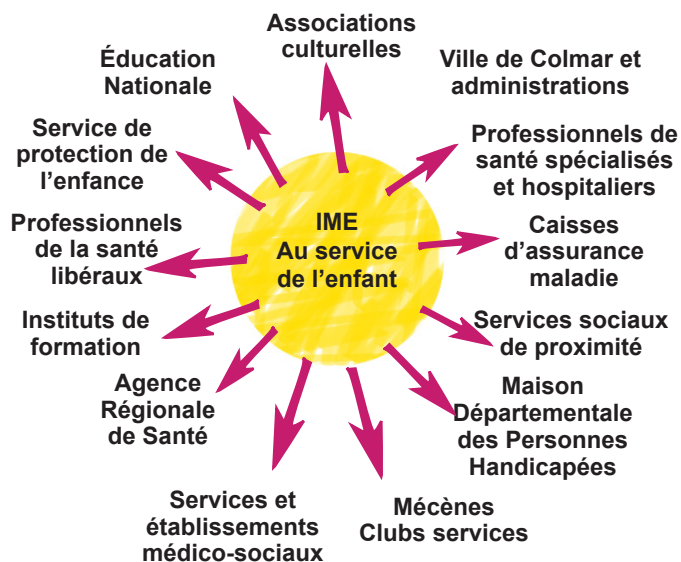 Associations
culturelles
Ville de Colmar et
administrations
Professionnels de
santé spécialisés
et hospitaliers
Caisses
d’assurance
maladie
Services sociaux
de proximité
Maison
Départementale
des Personnes
Handicapées
Mécènes
Clubs services
Services et
établissements
médico-sociaux
Agence
Régionale
de Santé
Instituts de
formation
Professionnels
de la santé
libéraux
Service de
protection de
l’enfance
Éducation
Nationale
IME
Au service
de l’enfant